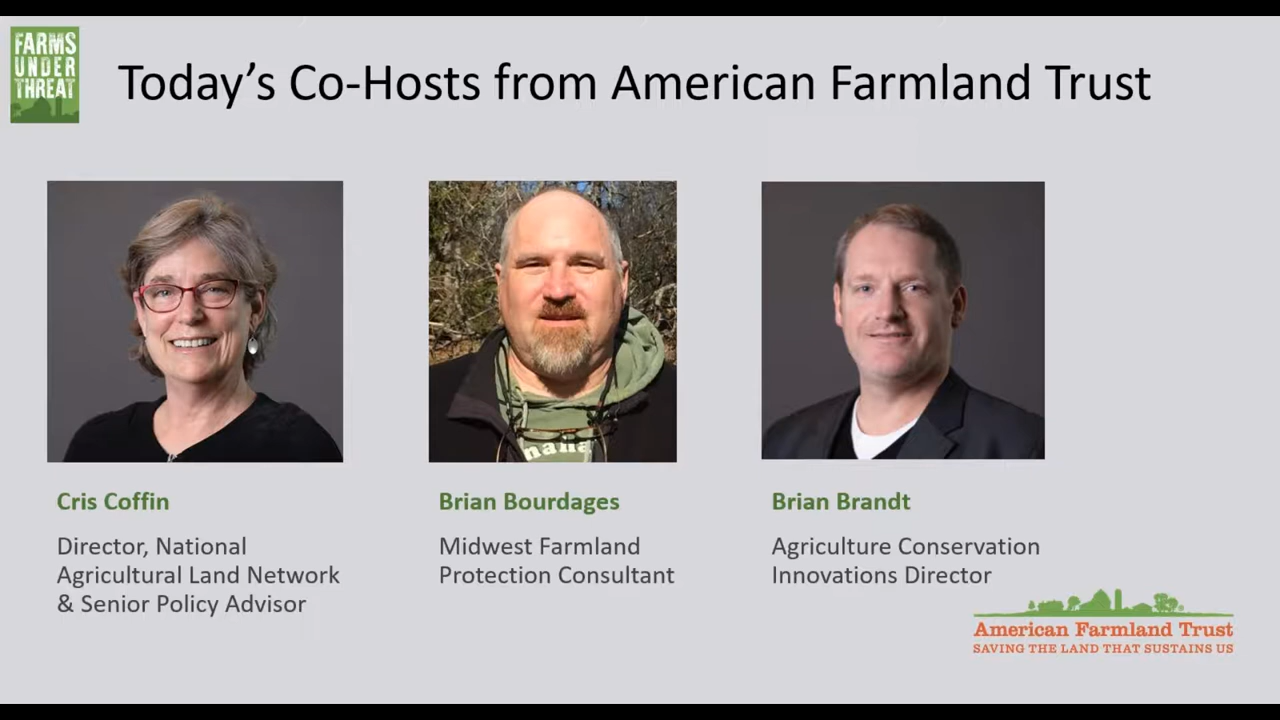 FARMS
UNDER
THREAT
Today's Co-Hosts from American Farmland Trust
Cris Coffin
Director, National
Agricultural Land Network
& Senior Policy Advisor
Brian Bourdages
Midwest Farmland
Protection Consultant
Brian Brandt
Agriculture Conservation
Innovations Director
American Farmland Trust
SAVING THE LAND THAT SUSTAINS US